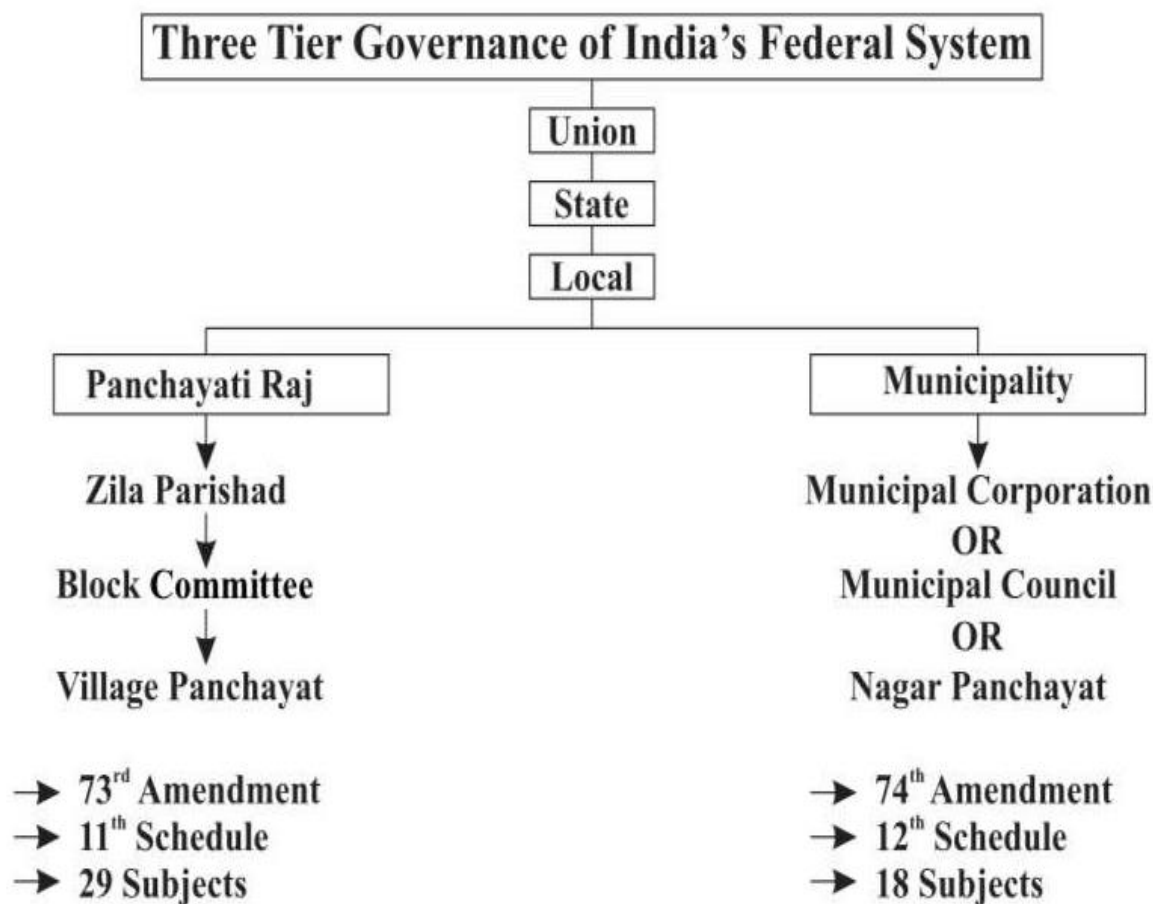 Three Tier Governance of India's Federal System
Union
State
Local
Panchayati Raj
Zila Parishad
Block Committee
Village Panchayat
→ 73rd Amendment
→ 11th Schedule
→ 29 Subjects
Municipality
Municipal Corporation
OR
Municipal Council
OR
Nagar Panchayat
→ 74th Amendment
→ 12th Schedule
→ 18 Subjects